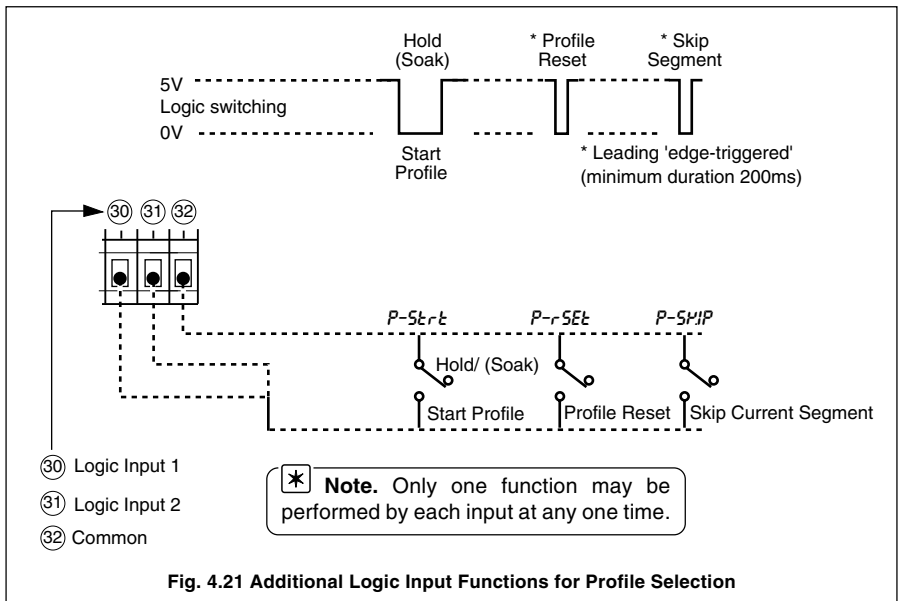 Hold
(Soak)
* Profile
Reset
* Skip
Segment
5V
Logic switching
0V
Start
Profile
* Leading 'edge-triggered'
(minimum duration 200ms)
30 31 32
P-Strt P-rSEt P-SKIP
Hold/ (Soak)
Start Profile Profile Reset Skip Current Segment
30 Logic Input 1
31 Logic Input 2
32 Common
* Note. Only one function may be
performed by each input at any one time.
Fig. 4.21 Additional Logic Input Functions for Profile Selection